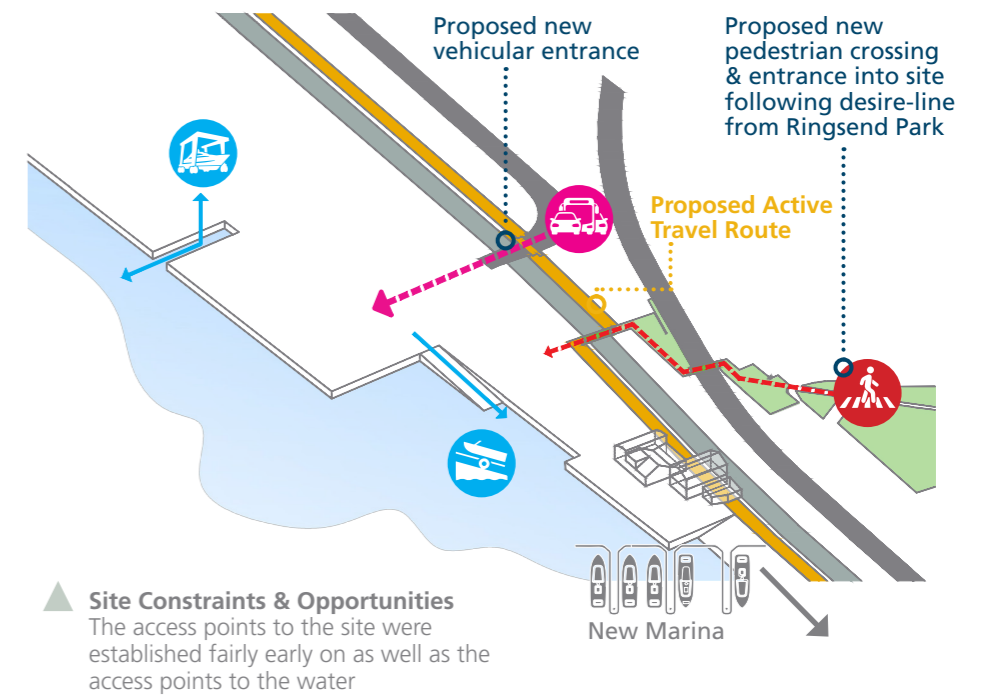 Proposed new
vehicular entrance
Proposed new
pedestrian crossing
& entrance into site
following desire-line
from Ringsend Park
Proposed Active
Travel Route
New Marina
Site Constraints & Opportunities
The access points to the site were
established fairly early on as well as the
access points to the water